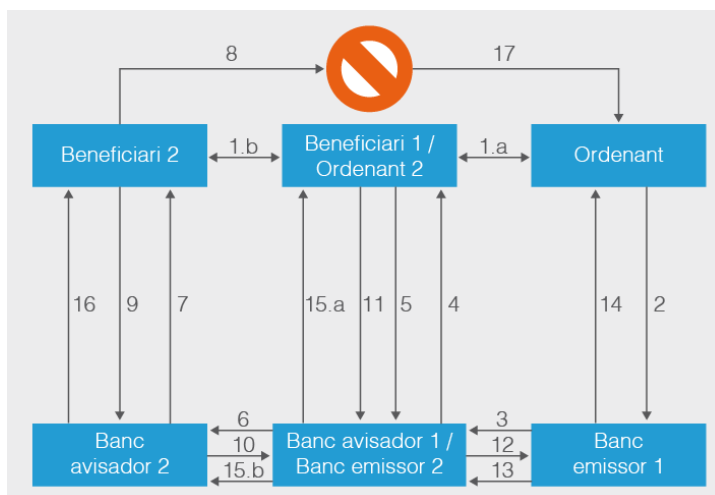 8
17
Beneficiari 2
1.b
Beneficiari 1 /
Ordenant 2
1.a
Ordenant
16
9
7
15.a
11
5
4
14
2
Banc
avisador 2
6
10
15.b
Banc avisador 1 /
Banc emissor 2
3
12
13
Banc
emissor 1